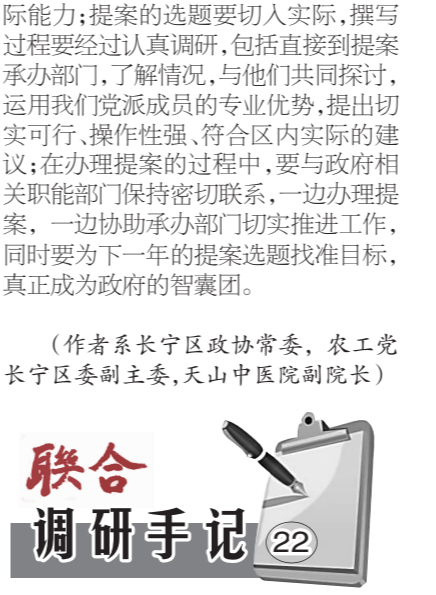 际能力;提案的选题要切入实际,撰写
过程要经过认真调研,包括直接到提案
承办部门,了解情况,与他们共同探讨,
运用我们党派成员的专业优势,提出切
实可行、操作性强、符合区内实际的建
议;在办理提案的过程中,要与政府相
关职能部门保持密切联系,一边办理提
案,一边协助承办部门切实推进工作,
同时要为下一年的提案选题找准目标,
真正成为政府的智囊团。
(作者系长宁区政协常委,农工党
长宁区委副主委,天山中医院副院长)
联合
调研手记 22